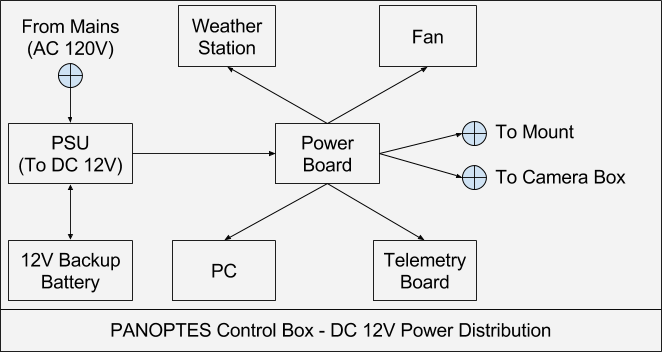 From Mains
(AC 120V)
Weather
Station
Fan
PSU
(To DC 12V)
Power
Board
To Mount
To Camera Box
12V Backup
Battery
PC
Telemetry
Board
PANOPTES Control Box - DC 12V Power Distribution